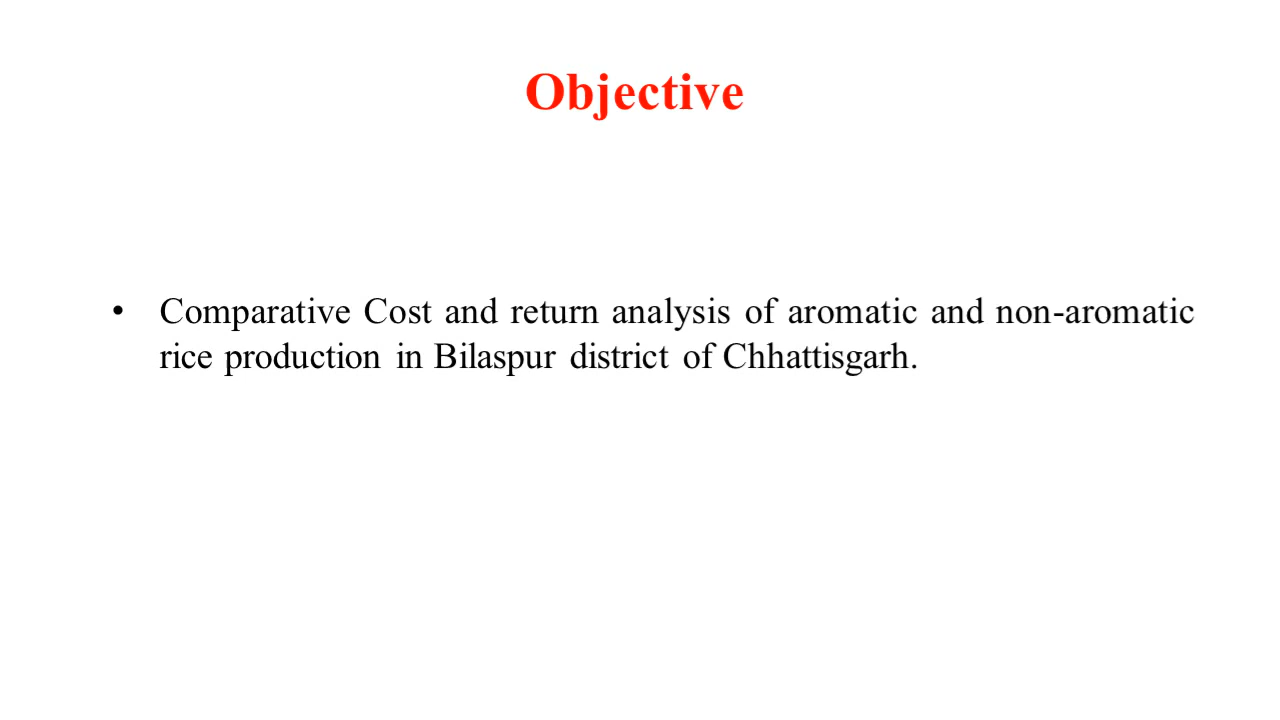 Objective
• Comparative Cost and return analysis of aromatic and non-aromatic
rice production in Bilaspur district of Chhattisgarh.